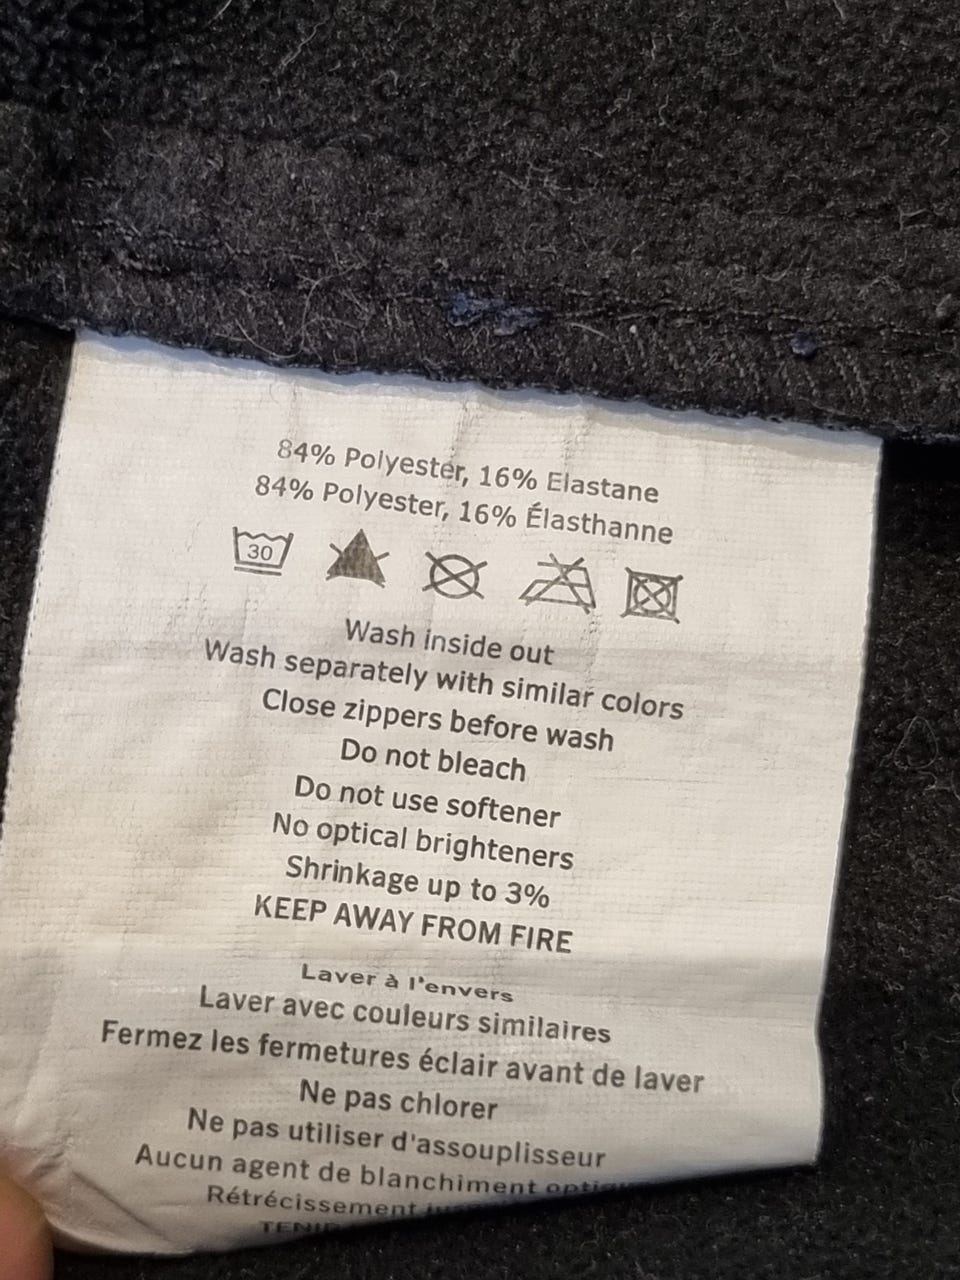 84% Polyester, 16% Elastane
84% Polyester, 16% Élasthanne
30
Wash inside out
Wash separately with similar colors
Close zippers before wash
Do not bleach
Do not use softener
No optical brighteners
Shrinkage up to 3%
KEEP AWAY FROM FIRE
Laver à l'envers
Laver avec couleurs similaires
Fermez les fermetures éclair avant de laver
Ne pas chlorer
Ne pas utiliser d'assouplisseur
Aucun agent de blanchiment
Rétrécissement